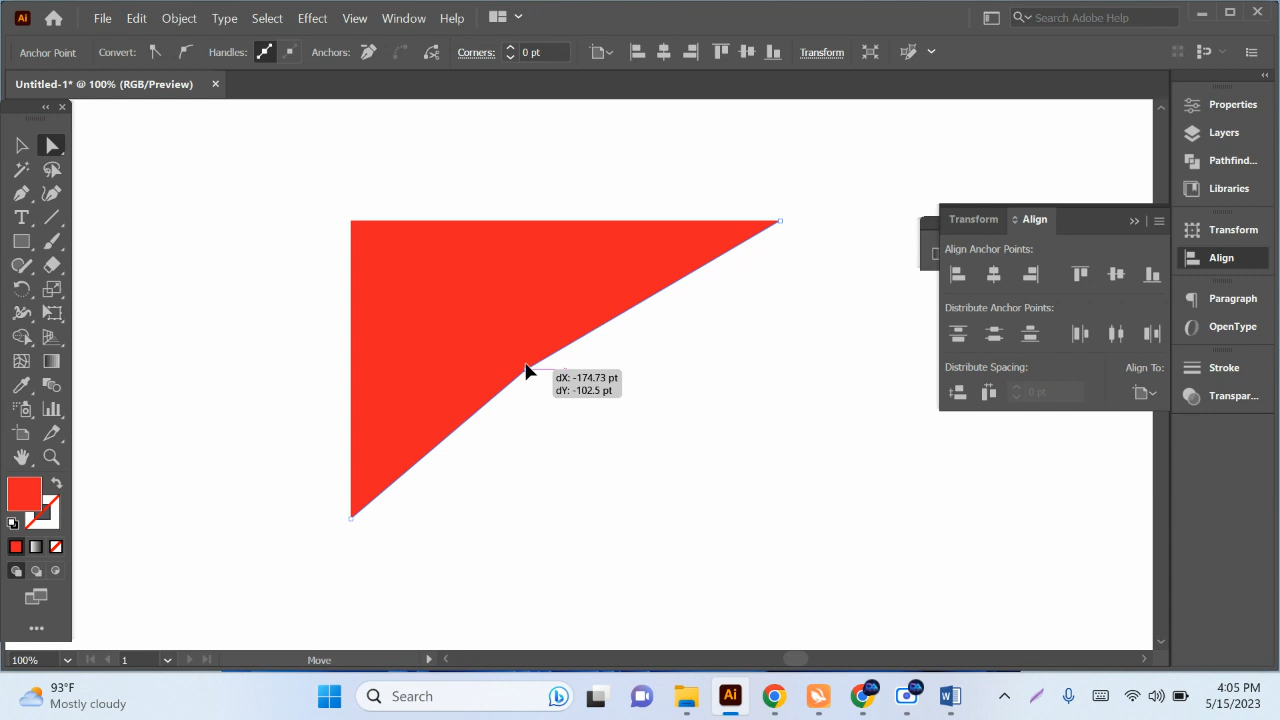 Ai File Edit Object Type Select Effect View Window Help Search Adobe Help
Anchor Point Convert: Handles: Anchors: Corners: 0 pt Transform
Untitled-1* @ 100% (RGB/Preview) ×
Properties
Layers
Pathfind...
Libraries
Transform
Align
Paragraph
OpenType
Stroke
Transpar...
Transform Align
Align Anchor Points:
Distribute Anchor Points:
Distribute Spacing: Align To:
0 pt
dX: -174.73 pt
dY: -102.5 pt
100% 1 Move
93°F
Mostly cloudy
Search
Ai
4:05 PM
5/15/2023